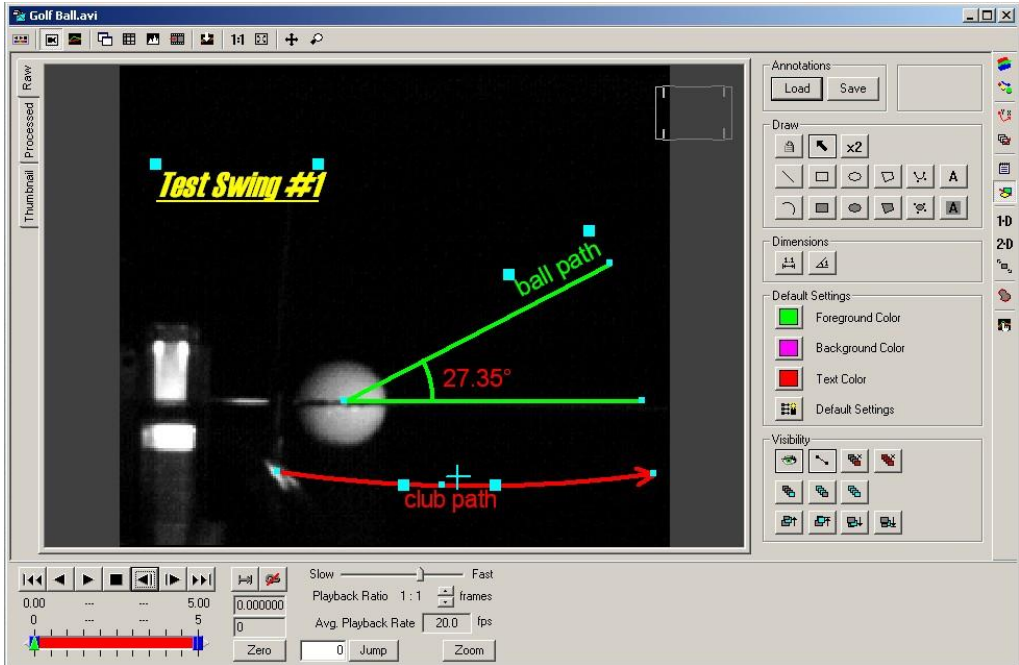 Golf Ball.avi
1:1
Raw
Processed
Thumbnail
Test Swing #1
ball path
27.35°
club path
Annotations
Load Save
Draw
x2
A
A
Dimensions
1.1
Default Settings
Foreground Color
Background Color
Text Color
Default Settings
Visibility
1-D
2-D
Slow Fast
Playback Ratio 1 : 1 frames
Avg. Playback Rate 20.0 fps
0.00 --- --- 5.00
0 --- --- 5
0.000000
0
Zero 0 Jump Zoom